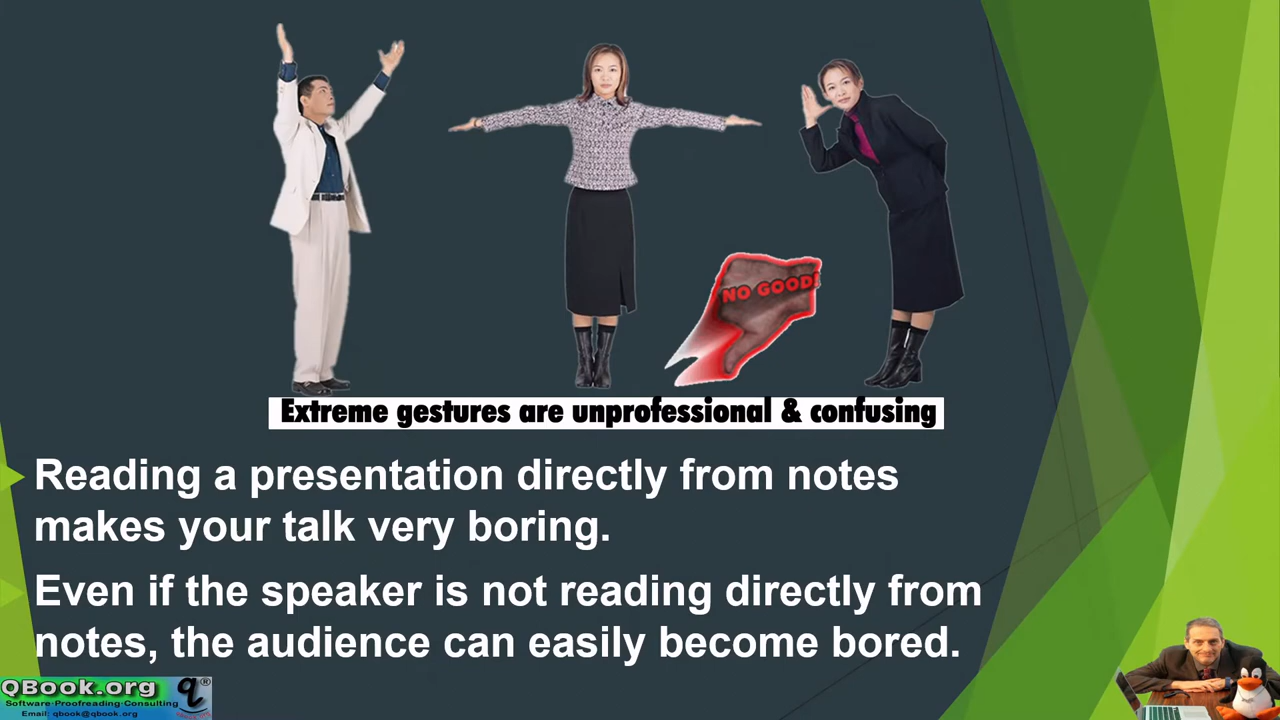 NO GOOD!
Extreme gestures are unprofessional & confusing
Reading a presentation directly from notes
makes your talk very boring.
Even if the speaker is not reading directly from
notes, the audience can easily become bored.
QBook.org q®
Software·Proofreading·Consulting
Email: qbook@qbook.org